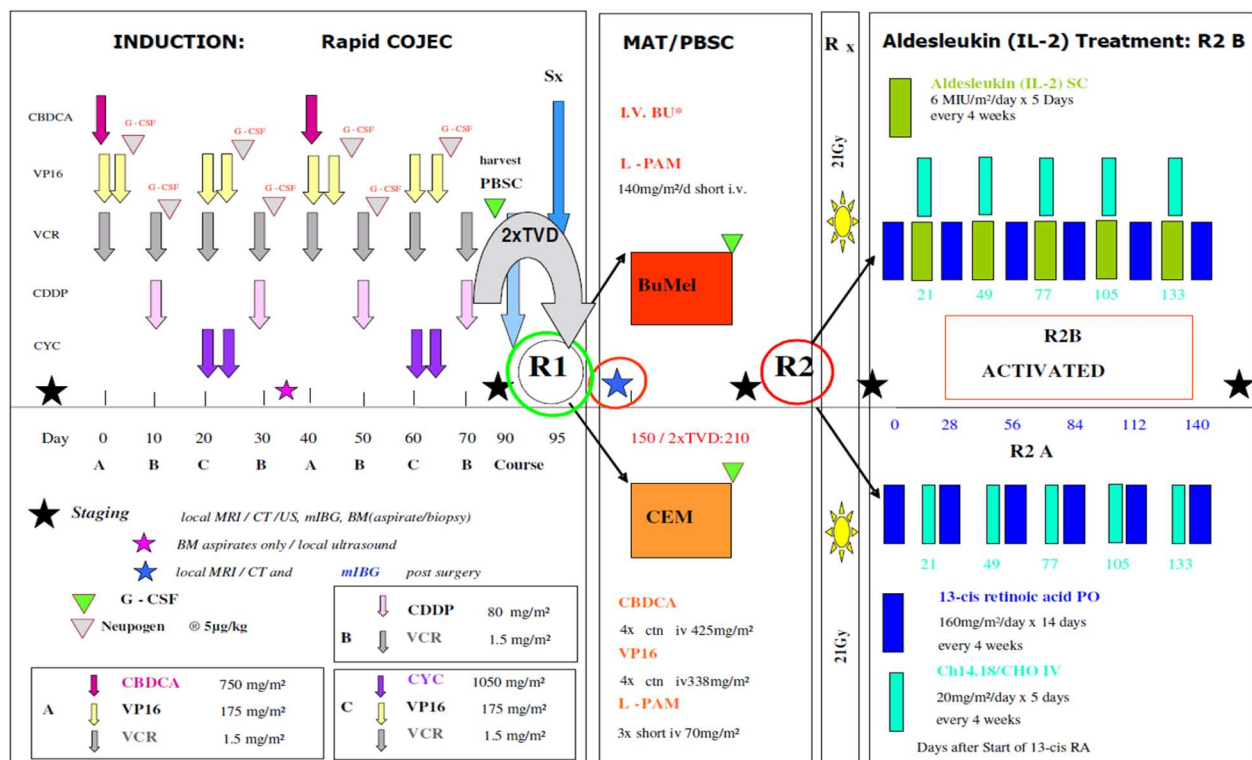 INDUCTION: Rapid COJEC
Sx
CBDCA
G - CSF G - CSF G - CSF G - CSF
VP16
harvest
PBSC
G - CSF G - CSF G - CSF
VCR
2xTVD
CDDP
CYC
R1
Day 0 10 20 30 40 50 60 70 90 95
A B C B A B C B Course
Staging local MRI / CT /US, mIBG, BM(aspirate/biopsy)
BM aspirates only / local ultrasound
local MRI / CT and mIBG post surgery
G - CSF
Neupogen ® 5µg/kg
A
CBDCA 750 mg/m²
VP16 175 mg/m²
VCR 1.5 mg/m²
B
CDDP 80 mg/m²
VCR 1.5 mg/m²
C
CYC 1050 mg/m²
VP16 175 mg/m²
VCR 1.5 mg/m²
MAT/PBSC
I.V. BU*
L -PAM
140mg/m²/d short i.v.
BuMel
R2
150 / 2xTVD:210
CEM
CBDCA
4x ctn iv 425mg/m²
VP16
4x ctn iv338mg/m²
L -PAM
3x short iv 70mg/m²
R x
21Gy
21Gy
Aldesleukin (IL-2) Treatment: R2 B
Aldesleukin (IL-2) SC
6 MIU/m²/day x 5 Days
every 4 weeks
21 49 77 105 133
R2B
ACTIVATED
0 28 56 84 112 140
R2 A
21 49 77 105 133
13-cis retinoic acid PO
160mg/m²/day x 14 days
every 4 weeks
Ch14.18/CHO IV
20mg/m²/day x 5 days
every 4 weeks
Days after Start of 13-cis RA